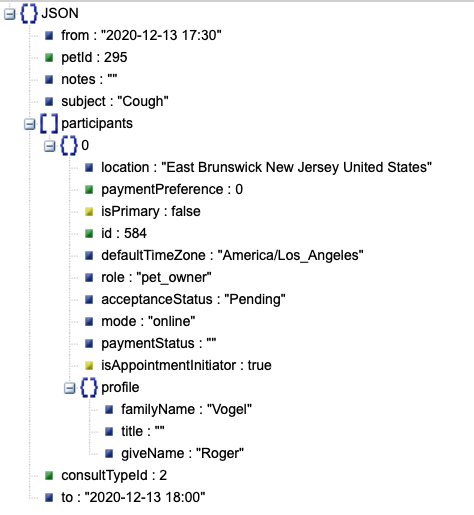 JSON
from : "2020-12-13 17:30"
petId : 295
notes : ""
subject : "Cough"
participants
0
location : "East Brunswick New Jersey United States"
paymentPreference : 0
isPrimary : false
id : 584
defaultTimeZone : "America/Los_Angeles"
role : "pet_owner"
acceptanceStatus : "Pending"
mode : "online"
paymentStatus : ""
isAppointmentInitiator : true
profile
familyName : "Vogel"
title : ""
giveName : "Roger"
consultTypeId : 2
to : "2020-12-13 18:00"